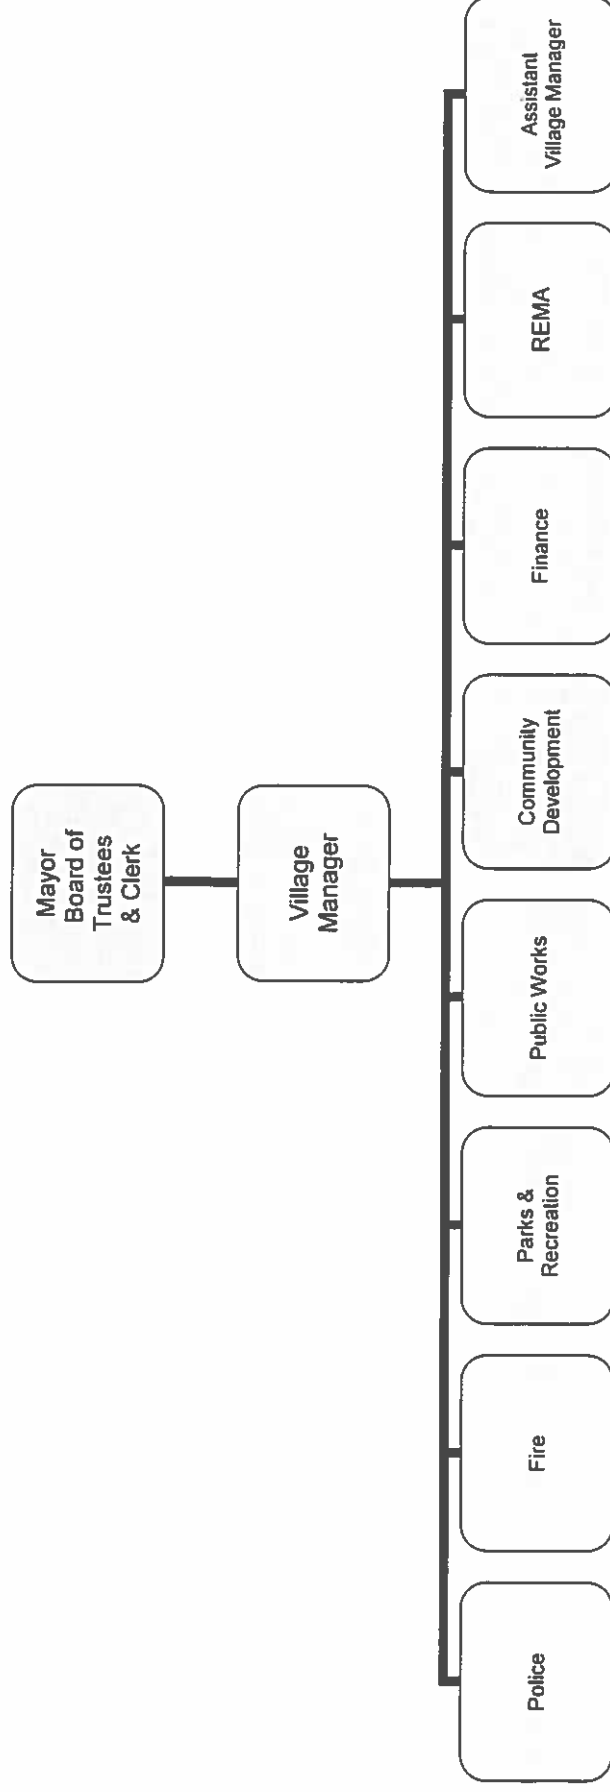 Mayor
Board of
Trustees
& Clerk
Village
Manager
Police
Fire
Parks &
Recreation
Public Works
Community
Development
Finance
REMA
Assistant
Village Manager